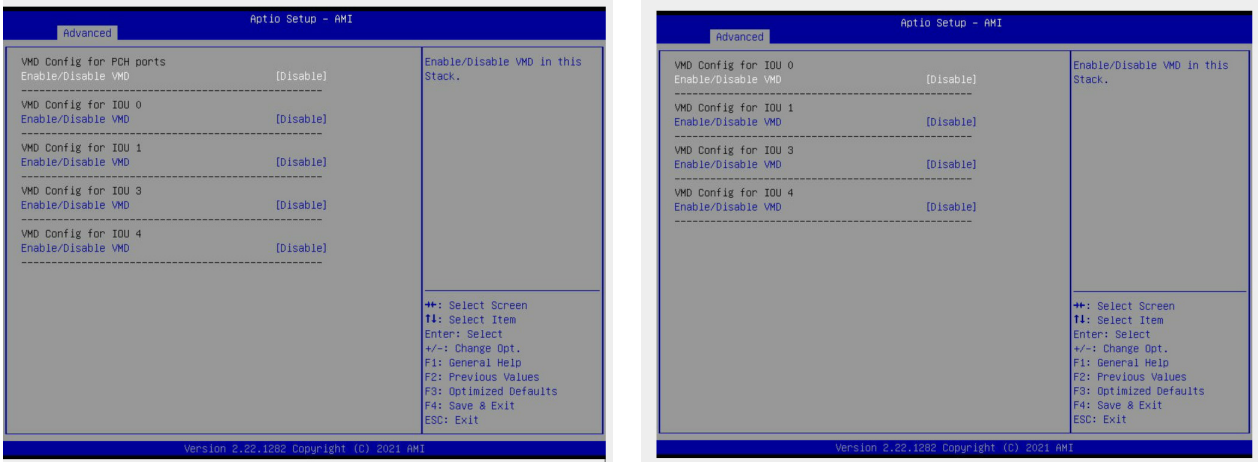 Aptio Setup - AMI
Advanced
VMD Config for PCH ports
Enable/Disable VMD [Disable]
------------------------------------------------
VMD Config for IOU 0
Enable/Disable VMD [Disable]
------------------------------------------------
VMD Config for IOU 1
Enable/Disable VMD [Disable]
------------------------------------------------
VMD Config for IOU 3
Enable/Disable VMD [Disable]
------------------------------------------------
VMD Config for IOU 4
Enable/Disable VMD [Disable]
------------------------------------------------
Enable/Disable VMD in this
Stack.
→←: Select Screen
↑↓: Select Item
Enter: Select
+/-: Change Opt.
F1: General Help
F2: Previous Values
F3: Optimized Defaults
F4: Save & Exit
ESC: Exit
Version 2.22.1282 Copyright (C) 2021 AMI
Aptio Setup - AMI
Advanced
VMD Config for IOU 0
Enable/Disable VMD [Disable]
------------------------------------------------
VMD Config for IOU 1
Enable/Disable VMD [Disable]
------------------------------------------------
VMD Config for IOU 3
Enable/Disable VMD [Disable]
------------------------------------------------
VMD Config for IOU 4
Enable/Disable VMD [Disable]
------------------------------------------------
Enable/Disable VMD in this
Stack.
→←: Select Screen
↑↓: Select Item
Enter: Select
+/-: Change Opt.
F1: General Help
F2: Previous Values
F3: Optimized Defaults
F4: Save & Exit
ESC: Exit
Version 2.22.1282 Copyright (C) 2021 AMI